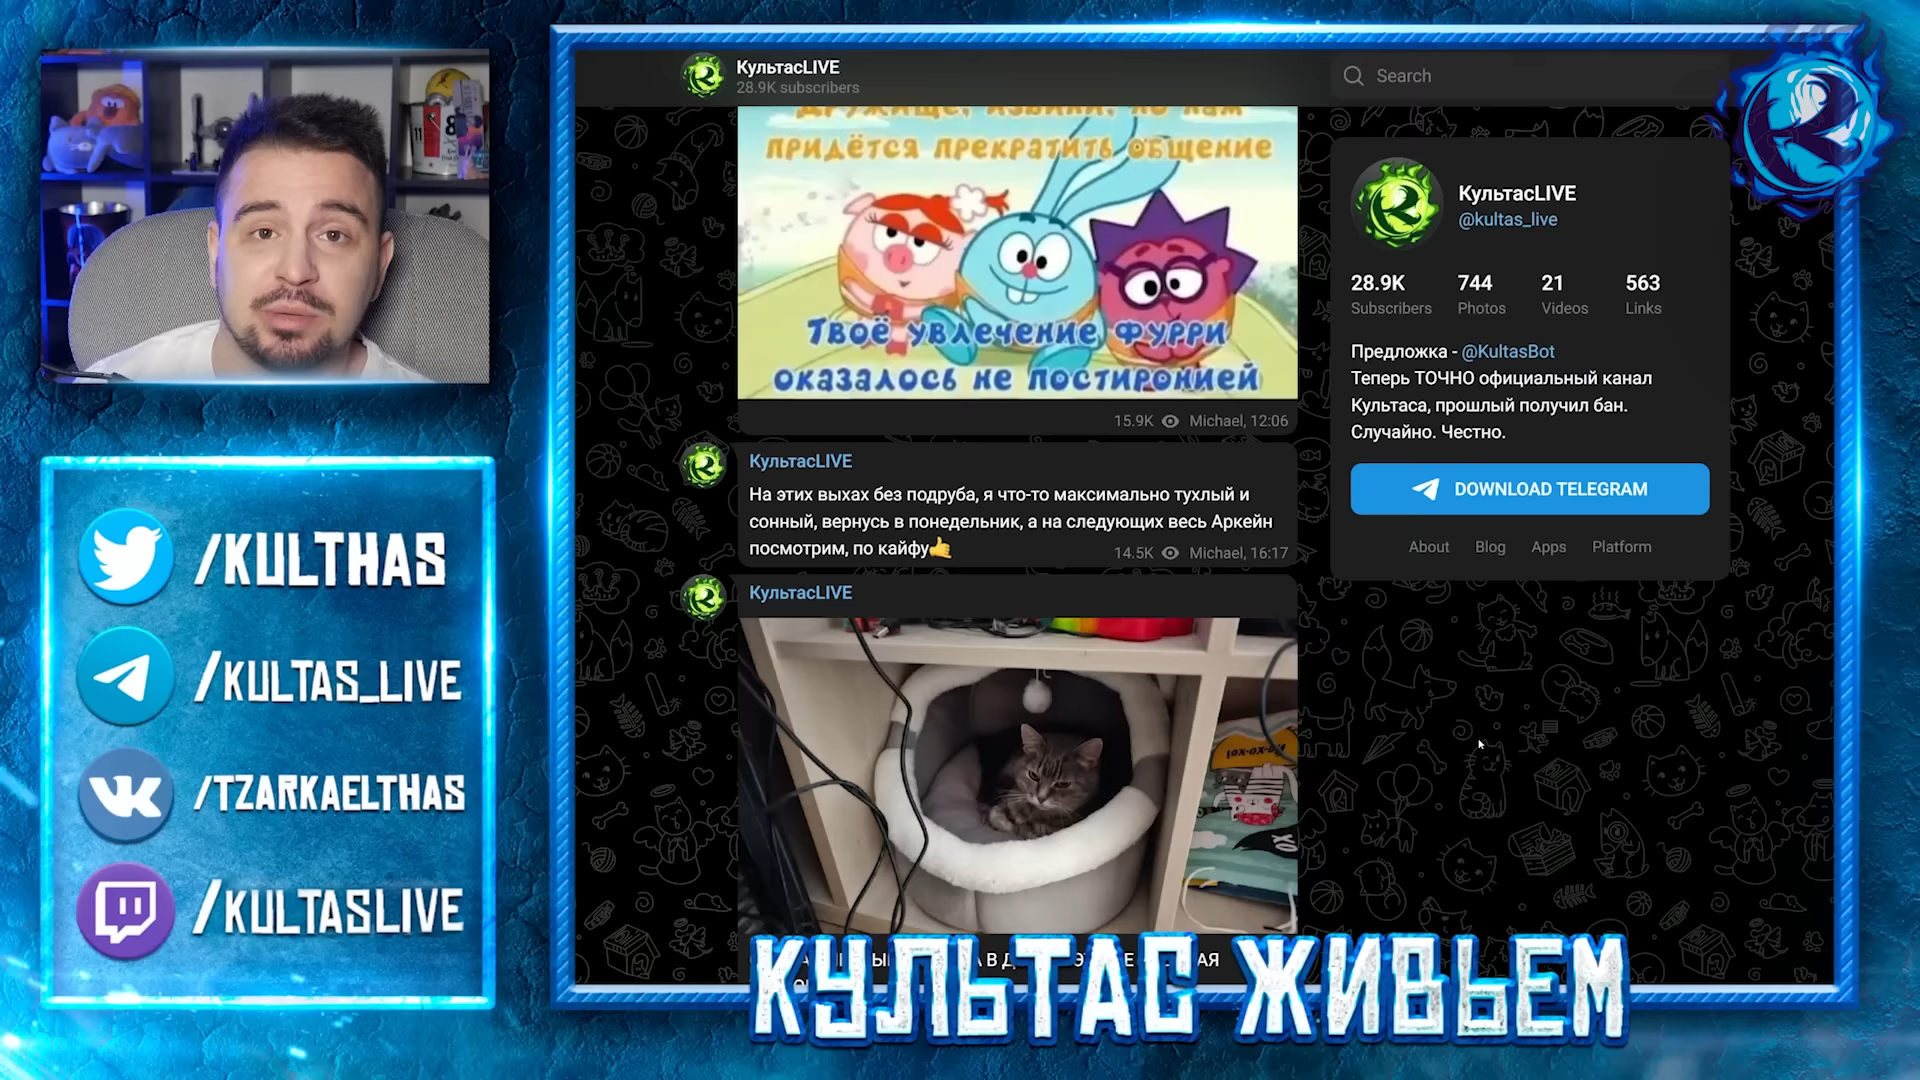 КультасLIVE
28.9K subscribers
Search
придётся прекратить общение
Твоё увлечение фурри
оказалось не постиронией
15.9K Michael, 12:06
КультасLIVE
На этих выхах без подруба, я что-то максимально тухлый и
сонный, вернусь в понедельник, а на следующих весь Аркейн
посмотрим, по кайфу
14.5K Michael, 16:17
КультасLIVE
КультасLIVE
@kultas_live
28.9K 744 21 563
Subscribers Photos Videos Links
Предложка - @KultasBot
Теперь ТОЧНО официальный канал
Культаса, прошлый получил бан.
Случайно. Честно.
DOWNLOAD TELEGRAM
About Blog Apps Platform
/KULTHAS
/KULTAS_LIVE
/TZARKAELTHAS
/KULTASLIVE
КУЛЬТАС ЖИВЬЕМ